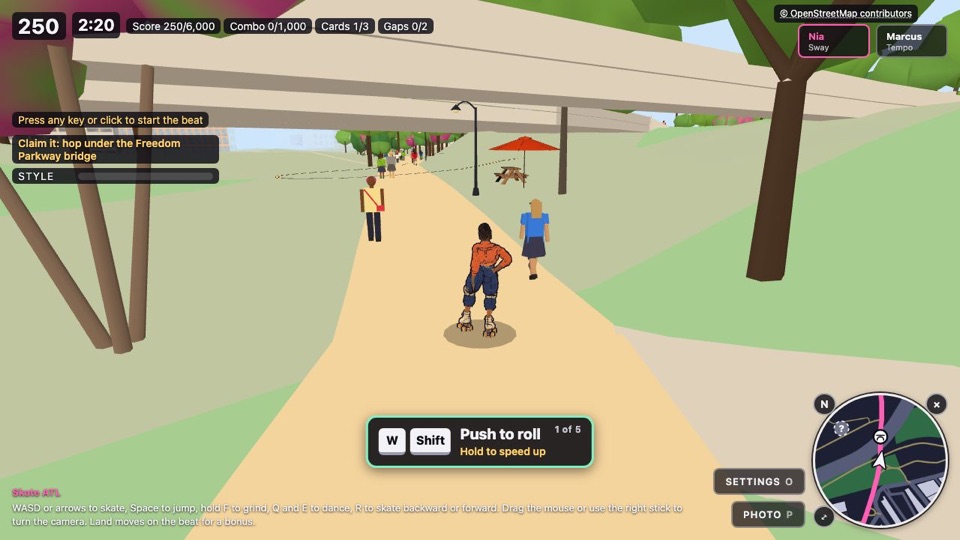 250
2:20
Score 250/6,000
Combo 0/1,000
Cards 1/3
Gaps 0/2
© OpenStreetMap contributors
Nia
Sway
Marcus
Tempo
Press any key or click to start the beat
Claim it: hop under the Freedom
Parkway bridge
STYLE
W
Shift
Push to roll
1 of 5
Hold to speed up
N
×
?
SETTINGS O
PHOTO P
Skate ATL
WASD or arrows to skate, Space to jump, hold F to grind, Q and E to dance, R to skate backward or forward. Drag the mouse or use the right stick to
turn the camera. Land moves on the beat for a bonus.